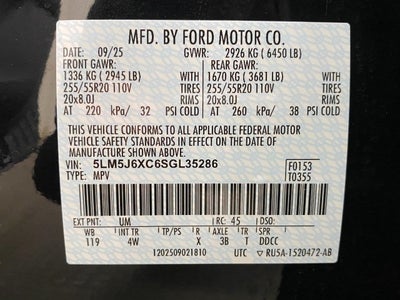 MFD. BY FORD MOTOR CO.
DATE: 09/25 GVWR: 2926 KG ( 6450 LB)
FRONT GAWR: REAR GAWR:
1336 KG ( 2945 LB) 1670 KG ( 3681 LB)
255/55R20 110V TIRES 255/55R20 110V
20x8.0J RIMS 20x8.0J
AT 220 kPa/ 32 PSI COLD AT 260 kPa/ 38 PSI COLD
THIS VEHICLE CONFORMS TO ALL APPLICABLE FEDERAL MOTOR
VEHICLE SAFETY STANDARDS IN EFFECT ON THE DATE OF
MANUFACTURE SHOWN ABOVE.
VIN: 5LM5J6XC6SGL35286 F0153
TYPE: MPV T0355
EXT PNT: UM RC: 45 DSO:
WB INT TR TP/PS R AXLE TR SPR
119 4W X 3B T DDCC
1202509021810 UTC RU5A-1520472-AB